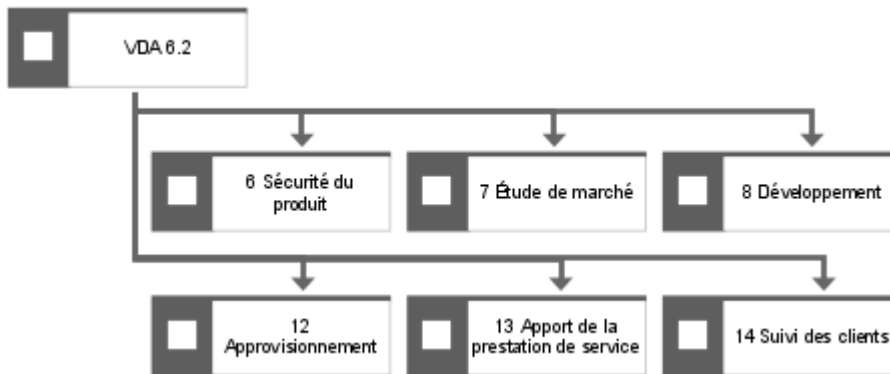 VDA 6.2
6 Sécurité du
produit
7 Étude de marché
8 Développement
12
Approvisionnement
13 Apport de la
prestation de service
14 Suivi des clients